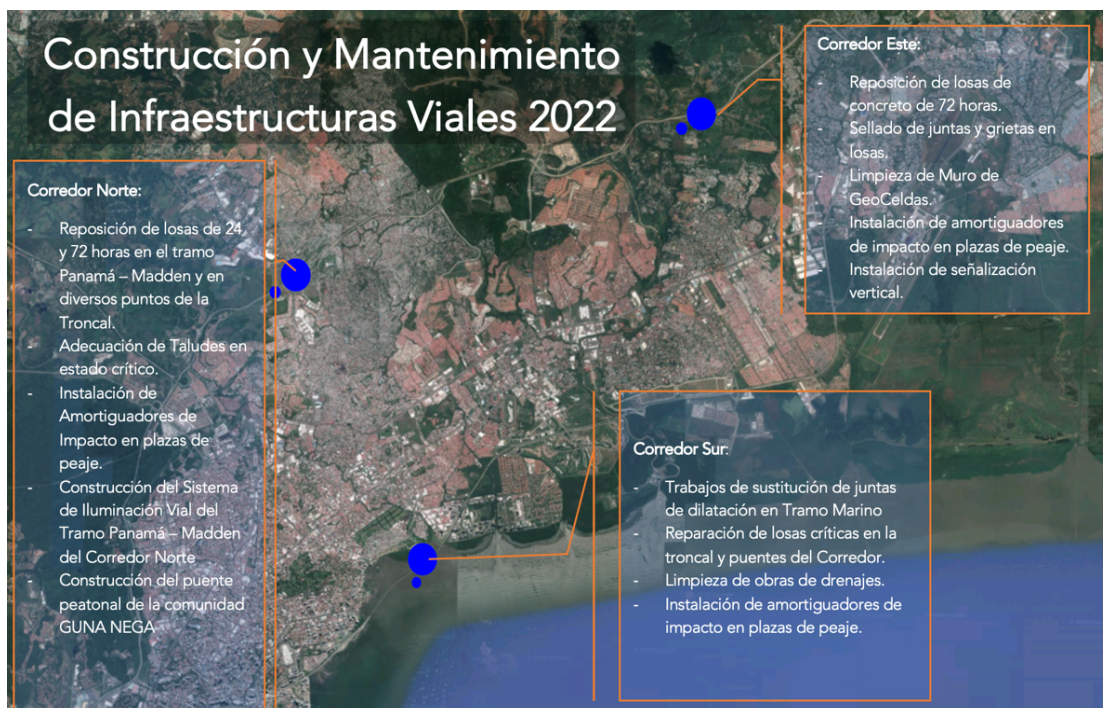 Construcción y Mantenimiento
de Infraestructuras Viales 2022
Corredor Norte:
- Reposición de losas de 24
y 72 horas en el tramo
Panamá – Madden y en
diversos puntos de la
Troncal.
- Adecuación de Taludes en
estado crítico.
- Instalación de
Amortiguadores de
Impacto en plazas de
peaje.
- Construcción del Sistema
de Iluminación Vial del
Tramo Panamá – Madden
del Corredor Norte
- Construcción del puente
peatonal de la comunidad
GUNA NEGA
Corredor Este:
- Reposición de losas de
concreto de 72 horas.
- Sellado de juntas y grietas en
losas.
- Limpieza de Muro de
GeoCeldas.
- Instalación de amortiguadores
de impacto en plazas de peaje.
- Instalación de señalización
vertical.
Corredor Sur:
- Trabajos de sustitución de juntas
de dilatación en Tramo Marino
- Reparación de losas críticas en la
troncal y puentes del Corredor.
- Limpieza de obras de drenajes.
- Instalación de amortiguadores de
impacto en plazas de peaje.